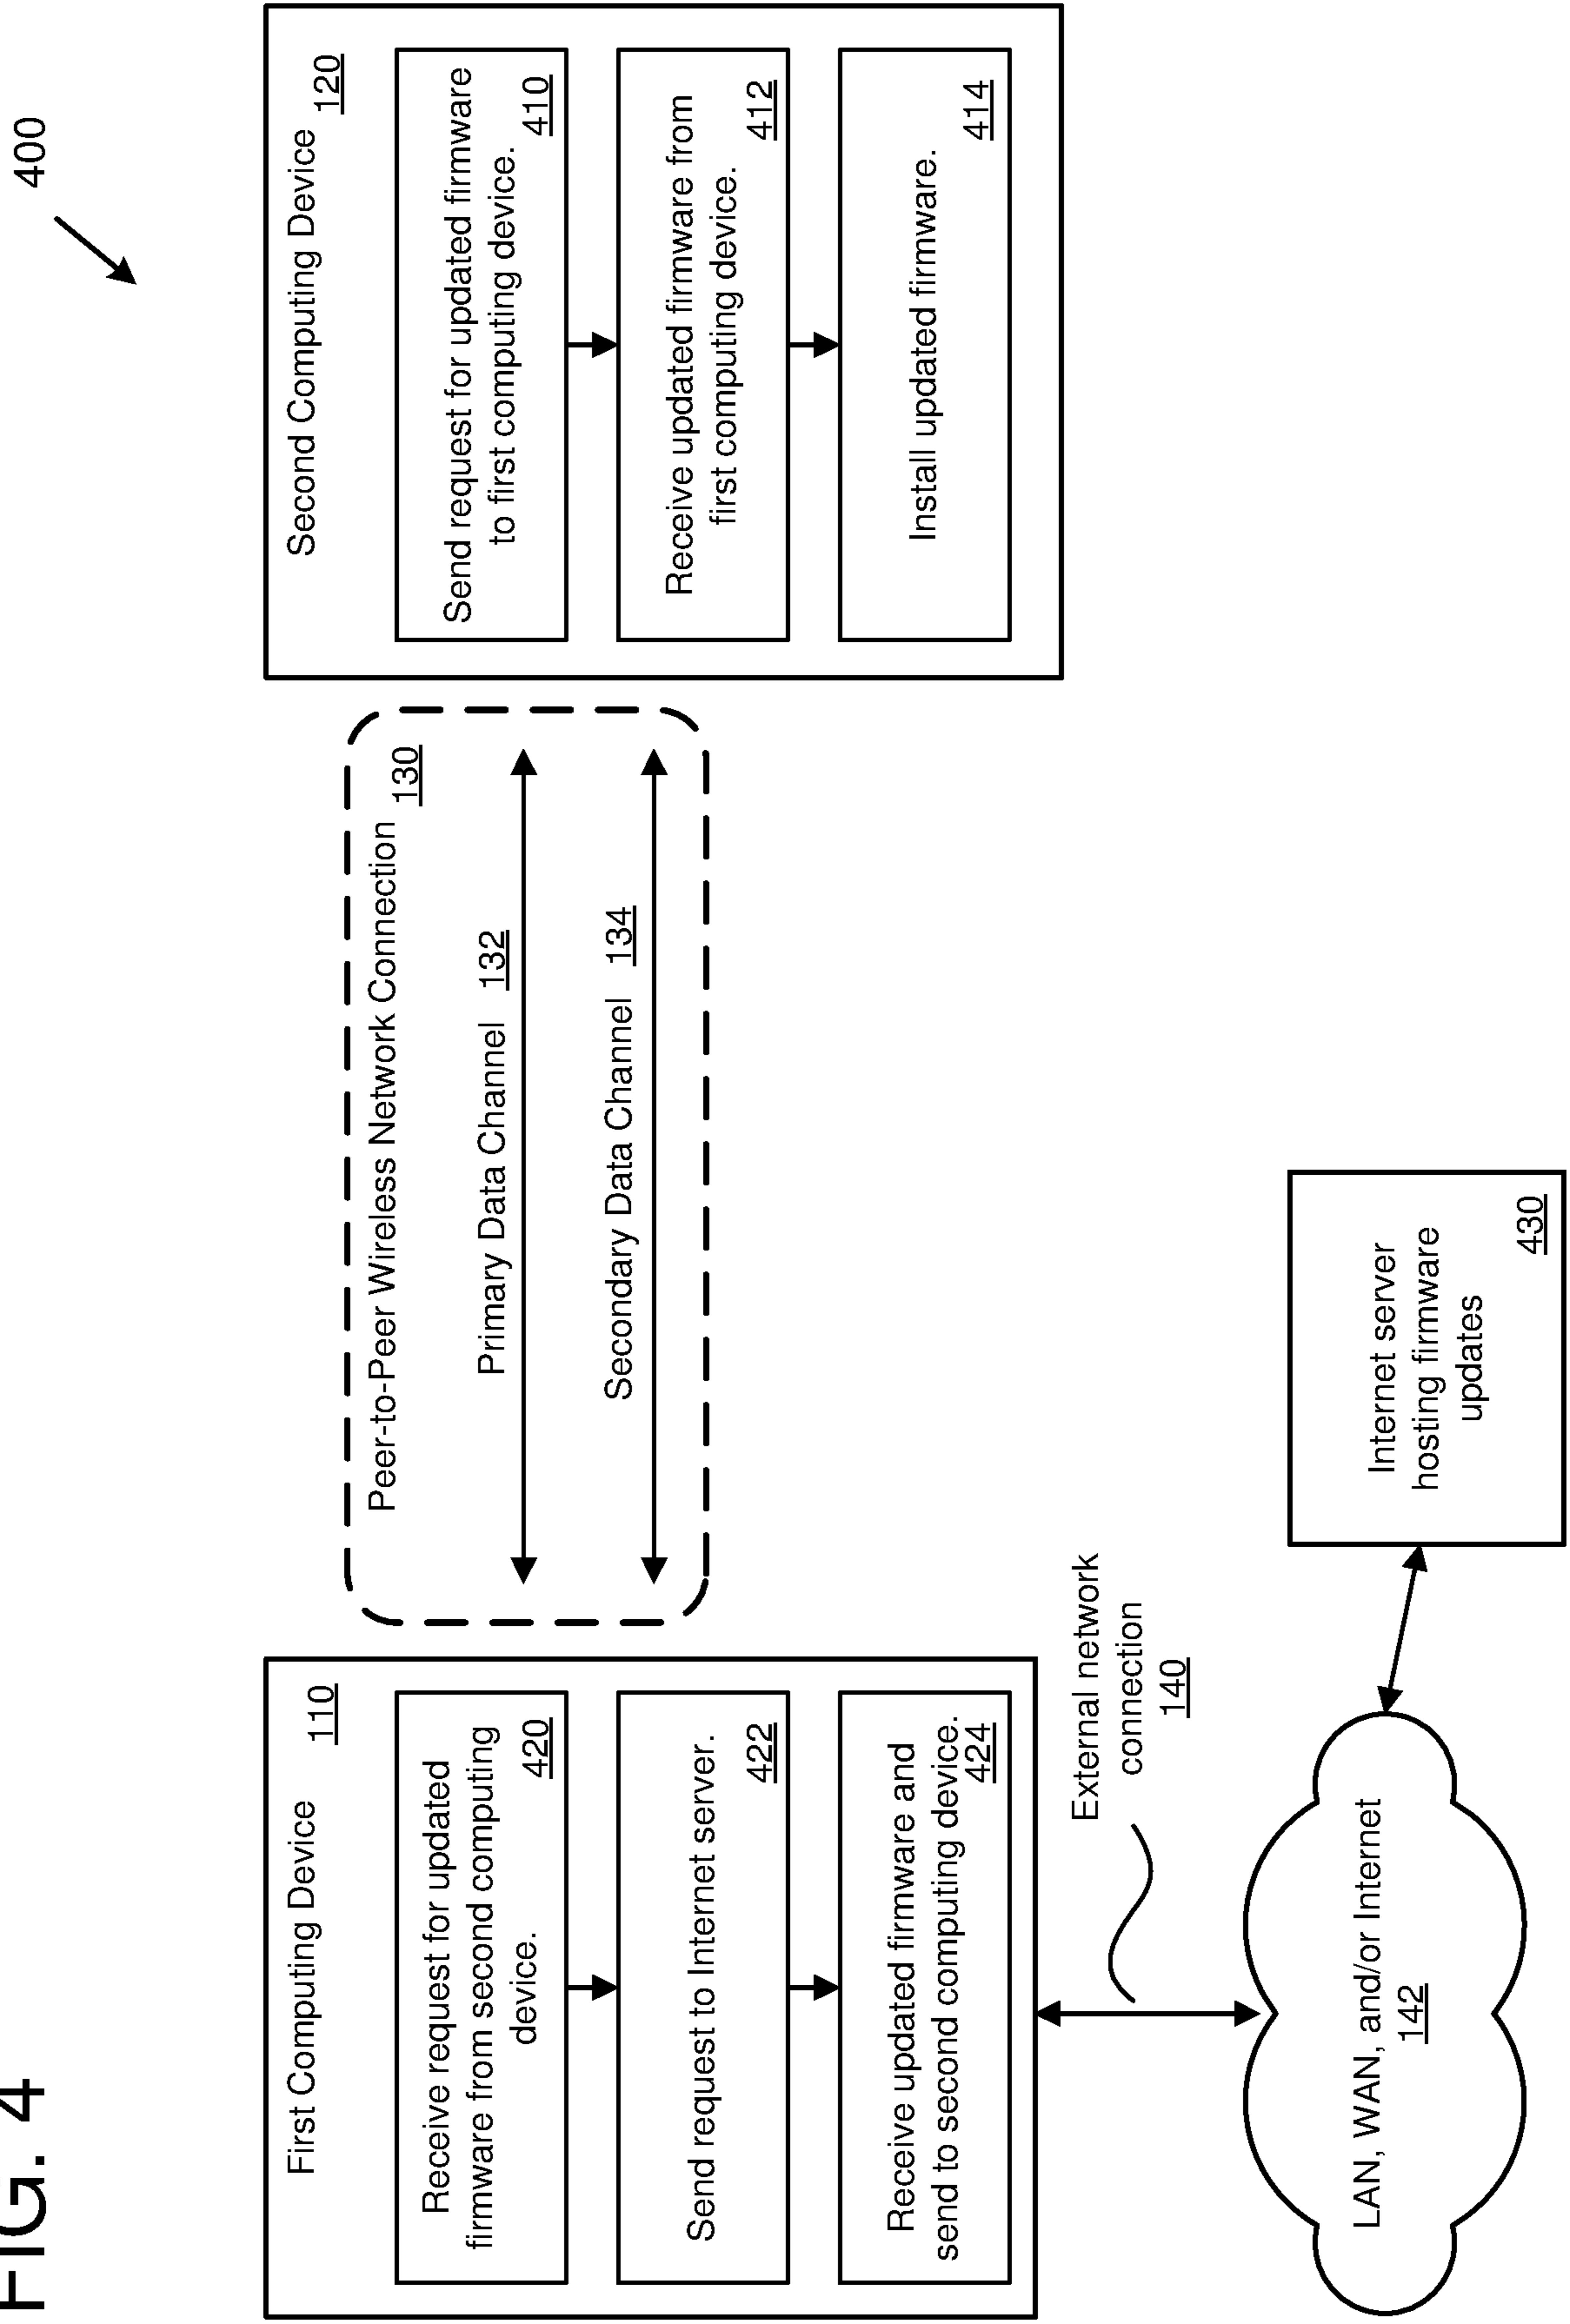 FIG. 4
400
First Computing Device
110
Receive request for updated
firmware from second computing
device.
420
Send request to Internet server.
422
Receive updated firmware and
send to second computing device.
424
Peer-to-Peer Wireless Network Connection
130
Primary Data Channel 132
Secondary Data Channel 134
Second Computing Device
120
Send request for updated firmware
to first computing device.
410
Receive updated firmware from
first computing device.
412
Install updated firmware.
414
External network
connection
140
LAN, WAN, and/or Internet
142
Internet server
hosting firmware
updates
430